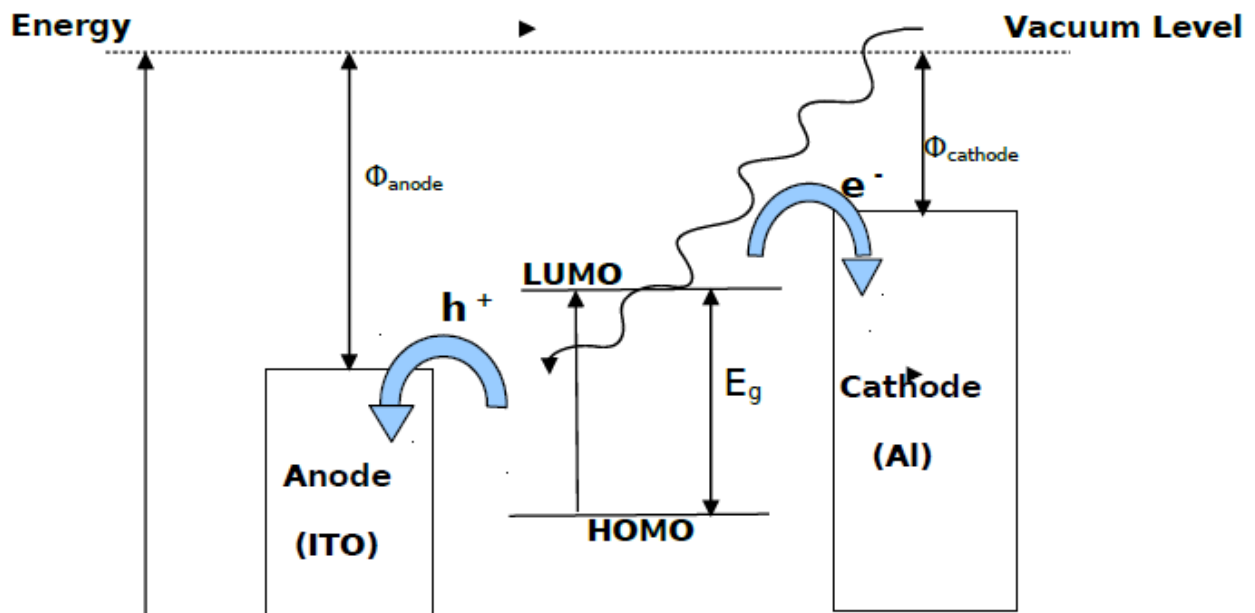 Energy
Vacuum Level
Φcathode
Φanode
e -
LUMO
h +
Eg
Cathode
(Al)
Anode
(ITO)
HOMO